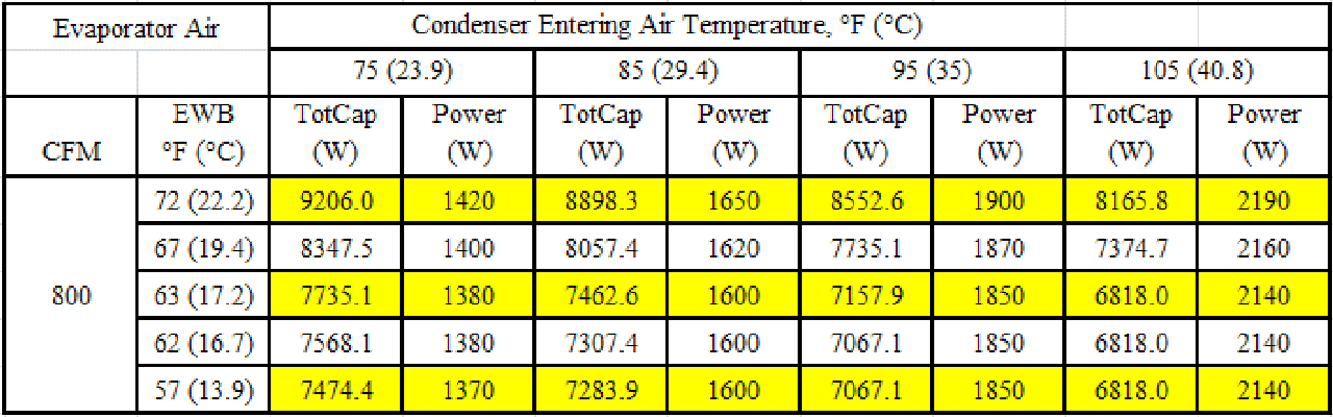 Evaporator Air Condenser Entering Air Temperature, °F (°C)
75 (23.9) 85 (29.4) 95 (35) 105 (40.8)
CFM EWB °F (°C) TotCap (W) Power (W) TotCap (W) Power (W) TotCap (W) Power (W) TotCap (W) Power (W)
72 (22.2) 9206.0 1420 8898.3 1650 8552.6 1900 8165.8 2190
67 (19.4) 8347.5 1400 8057.4 1620 7735.1 1870 7374.7 2160
800 63 (17.2) 7735.1 1380 7462.6 1600 7157.9 1850 6818.0 2140
62 (16.7) 7568.1 1380 7307.4 1600 7067.1 1850 6818.0 2140
57 (13.9) 7474.4 1370 7283.9 1600 7067.1 1850 6818.0 2140